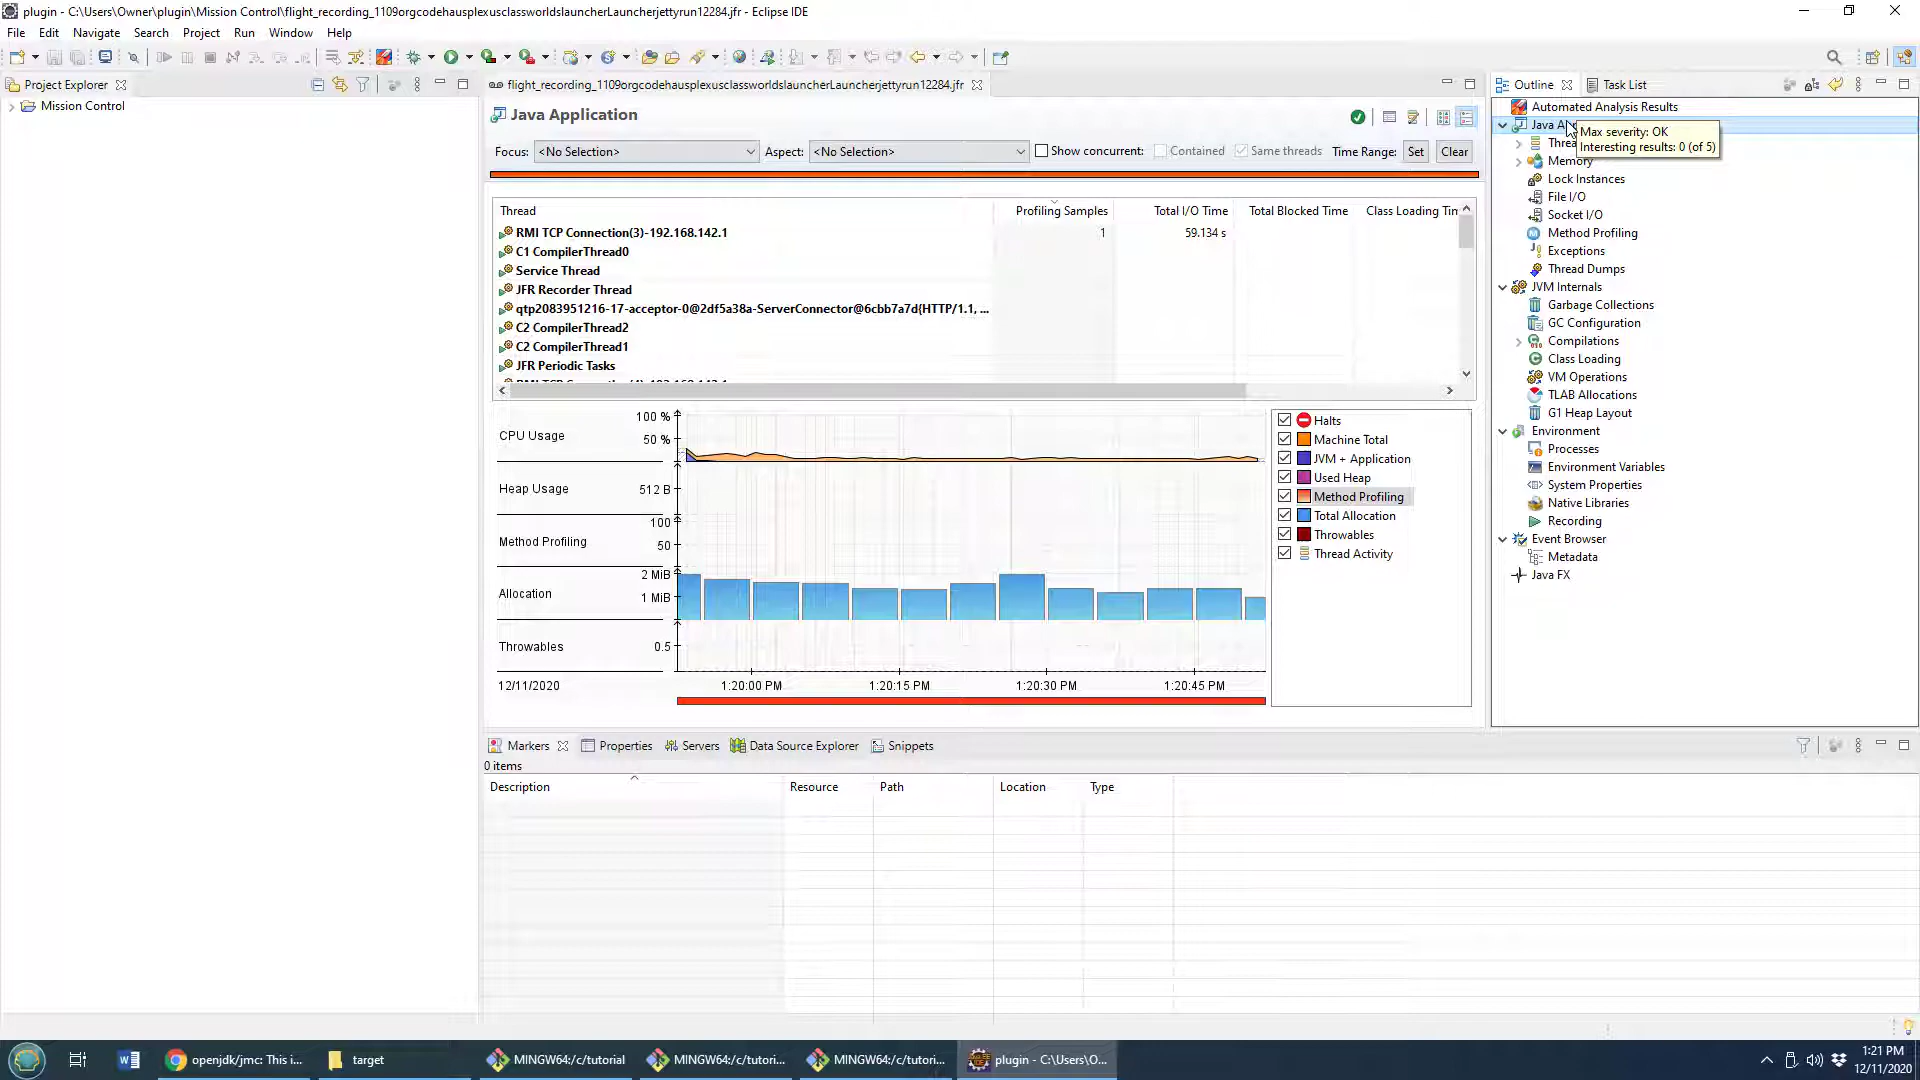 plugin - C:\Users\Owner\plugin\Mission Control\flight_recording_1109orgcodehausplexusclassworldslauncherLauncherjettyrun12284.jfr - Eclipse IDE
File Edit Navigate Search Project Run Window Help
Project Explorer
Mission Control
flight_recording_1109orgcodehausplexusclassworldslauncherLauncherjettyrun12284.jfr
Java Application
Focus: <No Selection> Aspect: <No Selection> Show concurrent: Contained Same threads Time Range: Set Clear
Thread Profiling Samples Total I/O Time Total Blocked Time Class Loading Tim
RMI TCP Connection(3)-192.168.142.1 1 59.134 s
C1 CompilerThread0
Service Thread
JFR Recorder Thread
qtp2083951216-17-acceptor-0@2df5a38a-ServerConnector@6cbb7a7d{HTTP/1.1, ...
C2 CompilerThread2
C2 CompilerThread1
JFR Periodic Tasks
CPU Usage 100 % 50 %
Heap Usage 512 B
Method Profiling 100 50
Allocation 2 MiB 1 MiB
Throwables 0.5
12/11/2020 1:20:00 PM 1:20:15 PM 1:20:30 PM 1:20:45 PM
Halts
Machine Total
JVM + Application
Used Heap
Method Profiling
Total Allocation
Throwables
Thread Activity
Outline Task List
Automated Analysis Results
Java A
Max severity: OK
Interesting results: 0 (of 5)
Threa
Memory
Lock Instances
File I/O
Socket I/O
Method Profiling
Exceptions
Thread Dumps
JVM Internals
Garbage Collections
GC Configuration
Compilations
Class Loading
VM Operations
TLAB Allocations
G1 Heap Layout
Environment
Processes
Environment Variables
System Properties
Native Libraries
Recording
Event Browser
Metadata
Java FX
Markers Properties Servers Data Source Explorer Snippets
0 items
Description Resource Path Location Type
openjdk/jmc: This i... target MINGW64:/c/tutorial MINGW64:/c/tutori... MINGW64:/c/tutori... plugin - C:\Users\O...
1:21 PM
12/11/2020